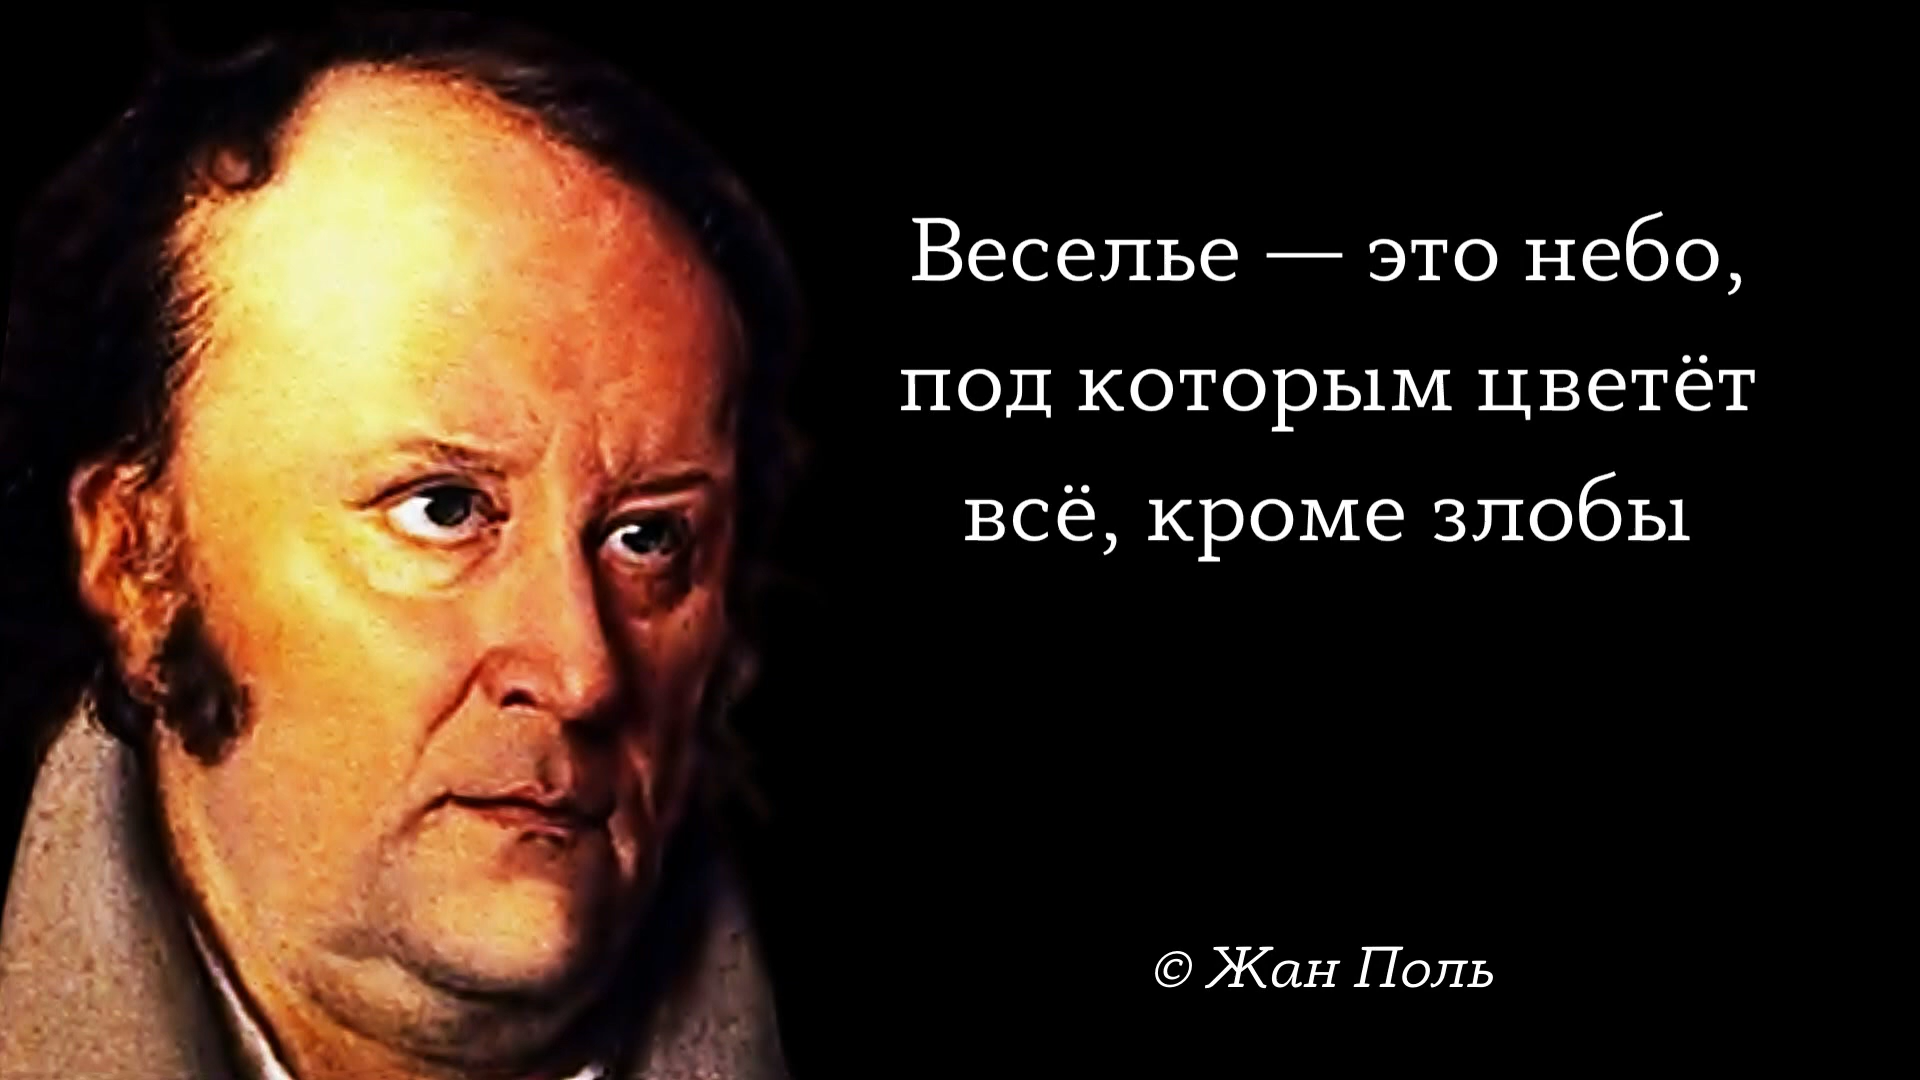 Веселье — это небо,
под которым цветёт
всё, кроме злобы
© Жан Поль